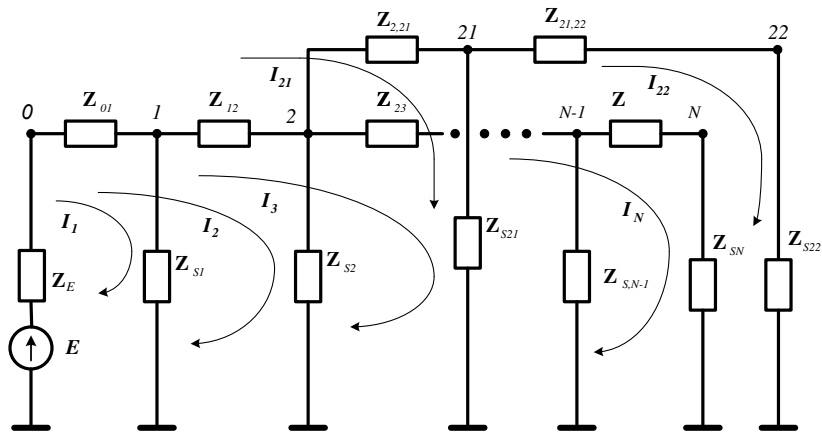 Z2,21 21 Z21,22 22
I21 I22
0 Z01 1 Z12 2 Z23 N-1 Z N
I1 I2 I3 IN
ZS21
ZE ZS1 ZS2 ZS,N-1 ZSN ZS22
E